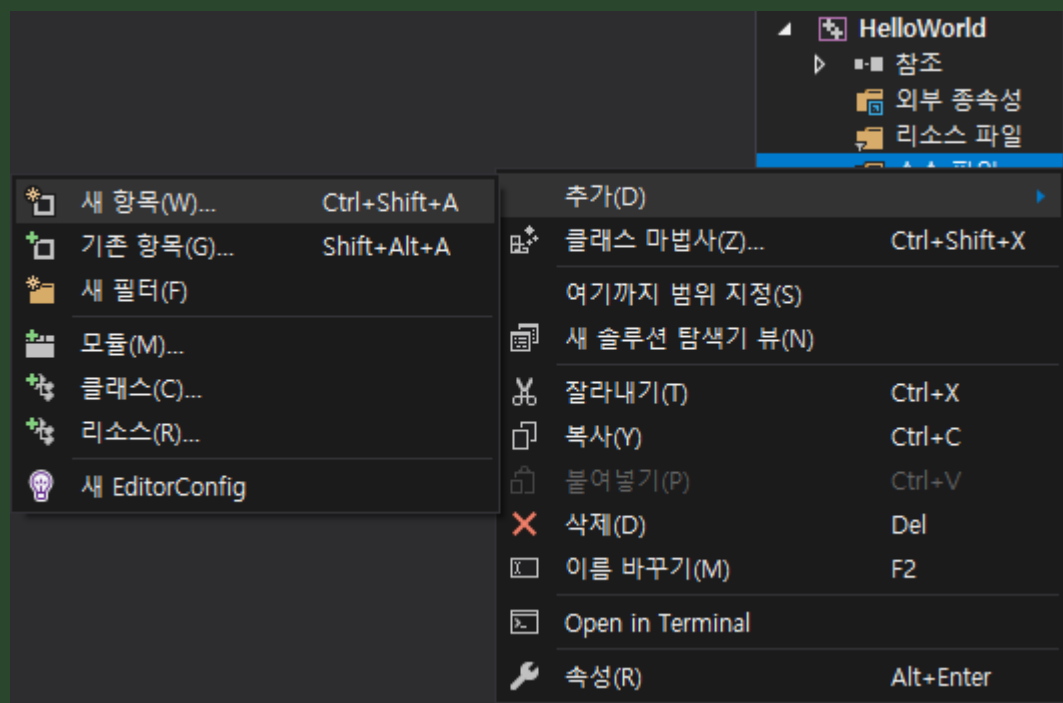 HelloWorld
참조
외부 종속성
리소스 파일
추가(D)
새 항목(W)... Ctrl+Shift+A
기존 항목(G)... Shift+Alt+A
새 필터(F)
모듈(M)...
클래스(C)...
리소스(R)...
새 EditorConfig
클래스 마법사(Z)... Ctrl+Shift+X
여기까지 범위 지정(S)
새 솔루션 탐색기 뷰(N)
잘라내기(T) Ctrl+X
복사(Y) Ctrl+C
붙여넣기(P) Ctrl+V
삭제(D) Del
이름 바꾸기(M) F2
Open in Terminal
속성(R) Alt+Enter